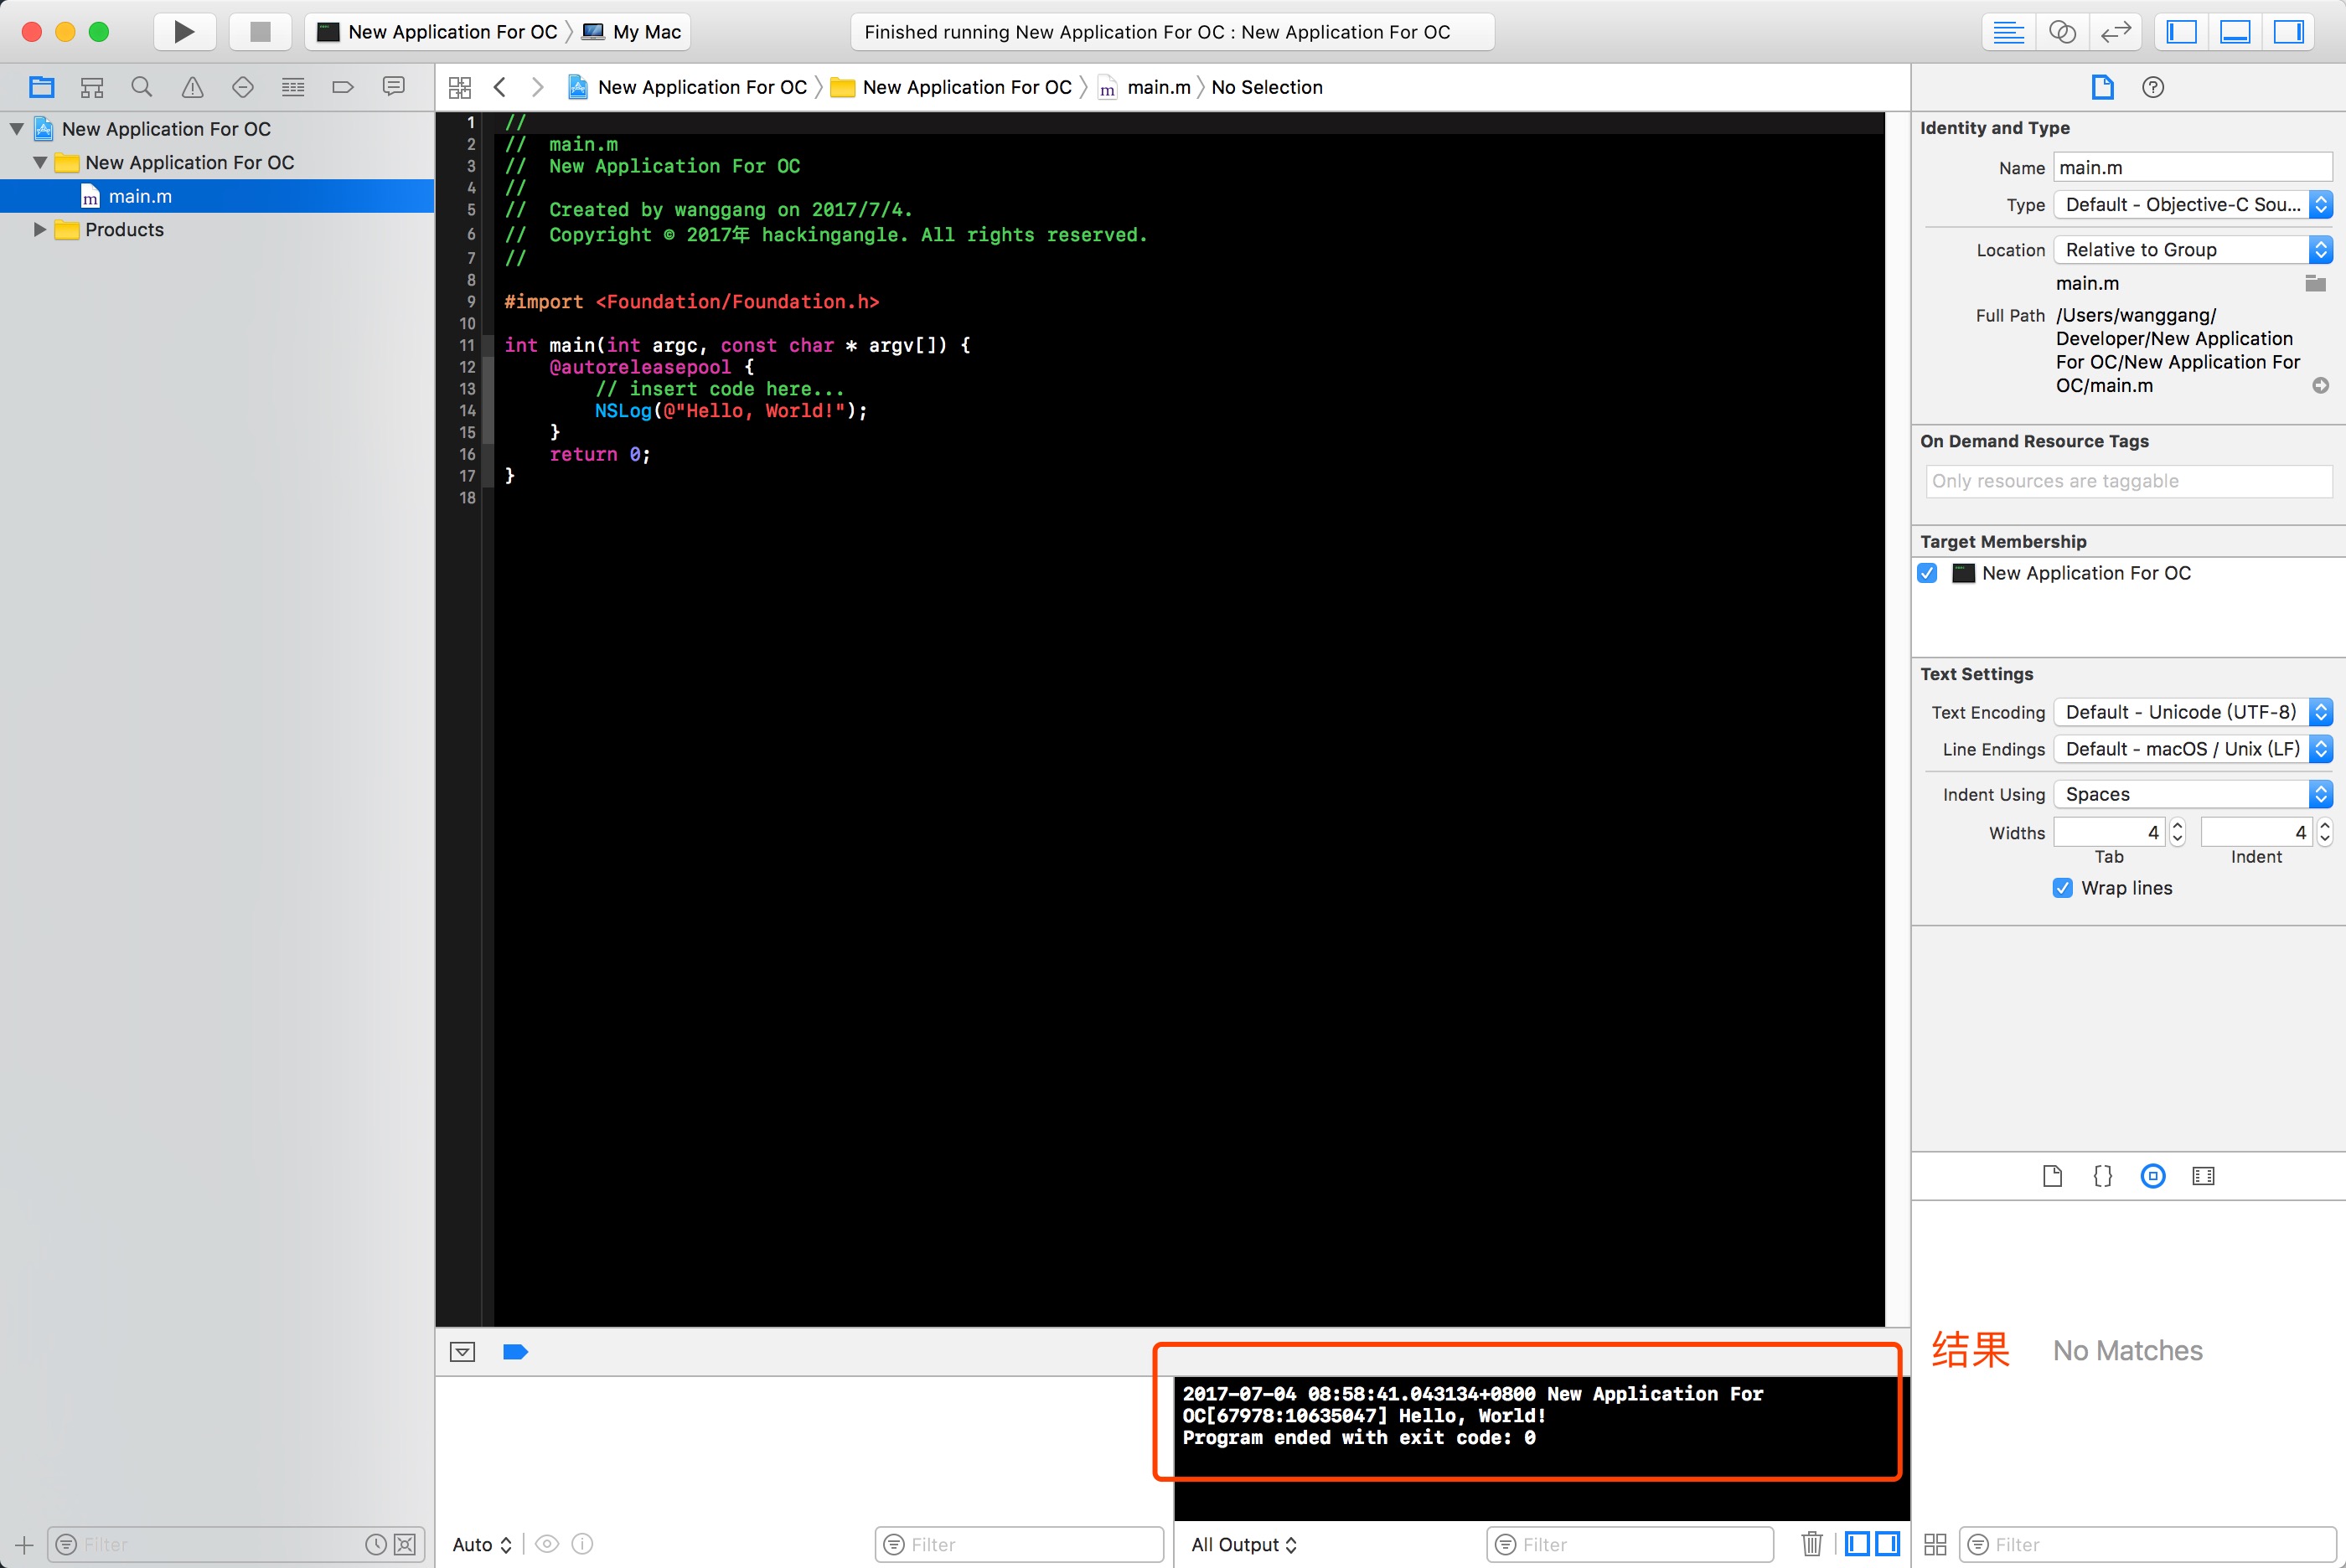 New Application For OC My Mac
Finished running New Application For OC : New Application For OC
New Application For OC New Application For OC main.m No Selection
New Application For OC
New Application For OC
main.m
Products
1 //
2 //  main.m
3 //  New Application For OC
4 //
5 //  Created by wanggang on 2017/7/4.
6 //  Copyright © 2017年 hackingangle. All rights reserved.
7 //
8
9 #import <Foundation/Foundation.h>
10
11 int main(int argc, const char * argv[]) {
12     @autoreleasepool {
13         // insert code here...
14         NSLog(@"Hello, World!");
15     }
16     return 0;
17 }
18
Identity and Type
Name main.m
Type Default - Objective-C Sou...
Location Relative to Group
main.m
Full Path /Users/wanggang/
Developer/New Application
For OC/New Application For
OC/main.m
On Demand Resource Tags
Only resources are taggable
Target Membership
New Application For OC
Text Settings
Text Encoding Default - Unicode (UTF-8)
Line Endings Default - macOS / Unix (LF)
Indent Using Spaces
Widths 4 4
Tab Indent
Wrap lines
结果 No Matches
2017-07-04 08:58:41.043134+0800 New Application For
OC[67978:10635047] Hello, World!
Program ended with exit code: 0
Filter
Auto
Filter
All Output
Filter
Filter